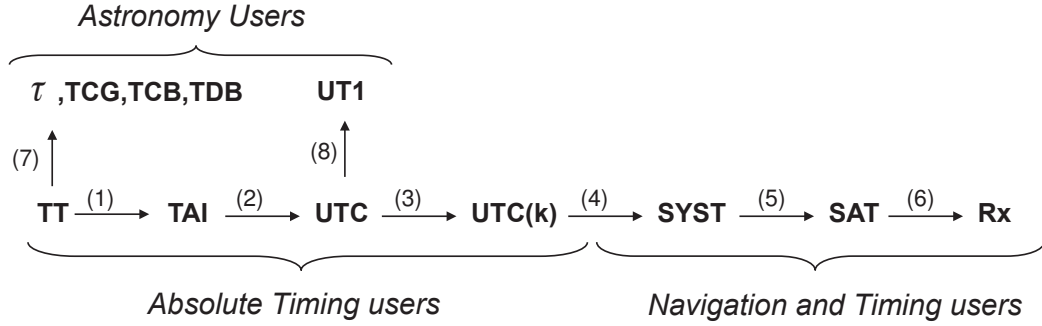 Astronomy Users
τ ,TCG,TCB,TDB UT1
(7) (8)
(1) (2) (3) (4) (5) (6)
TT TAI UTC UTC(k) SYST SAT Rx
Absolute Timing users Navigation and Timing users